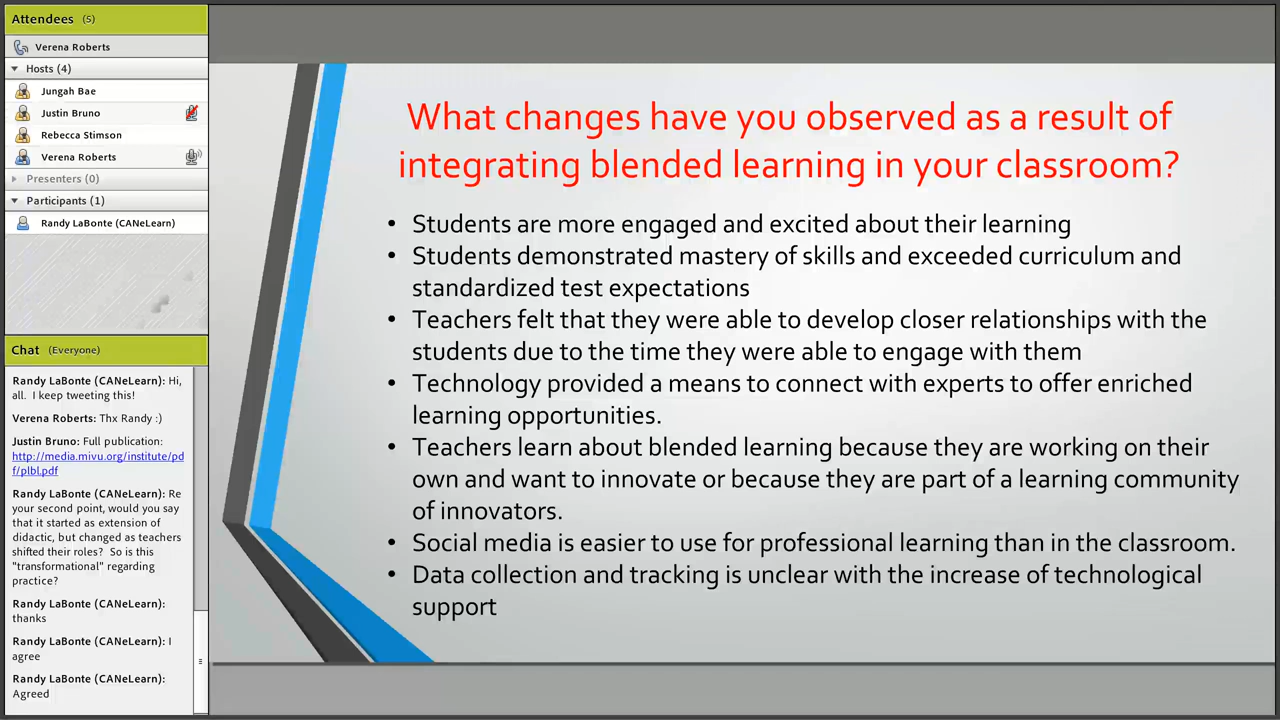 Attendees (5)
Verena Roberts
Hosts (4)
Jungah Bae
Justin Bruno
Rebecca Stimson
Verena Roberts
Presenters (0)
Participants (1)
Randy LaBonte (CANeLearn)
Chat (Everyone)
Randy LaBonte (CANeLearn): Hi,
all. I keep tweeting this!
Verena Roberts: Thx Randy :)
Justin Bruno: Full publication:
http://media.mivu.org/institute/pd
f/plbl.pdf
Randy LaBonte (CANeLearn): Re
your second point, would you say
that it started as extension of
didactic, but changed as teachers
shifted their roles? So is this
"transformational" regarding
practice?
Randy LaBonte (CANeLearn):
thanks
Randy LaBonte (CANeLearn): I
agree
Randy LaBonte (CANeLearn):
Agreed
What changes have you observed as a result of
integrating blended learning in your classroom?
• Students are more engaged and excited about their learning
• Students demonstrated mastery of skills and exceeded curriculum and
standardized test expectations
• Teachers felt that they were able to develop closer relationships with the
students due to the time they were able to engage with them
• Technology provided a means to connect with experts to offer enriched
learning opportunities.
• Teachers learn about blended learning because they are working on their
own and want to innovate or because they are part of a learning community
of innovators.
• Social media is easier to use for professional learning than in the classroom.
• Data collection and tracking is unclear with the increase of technological
support